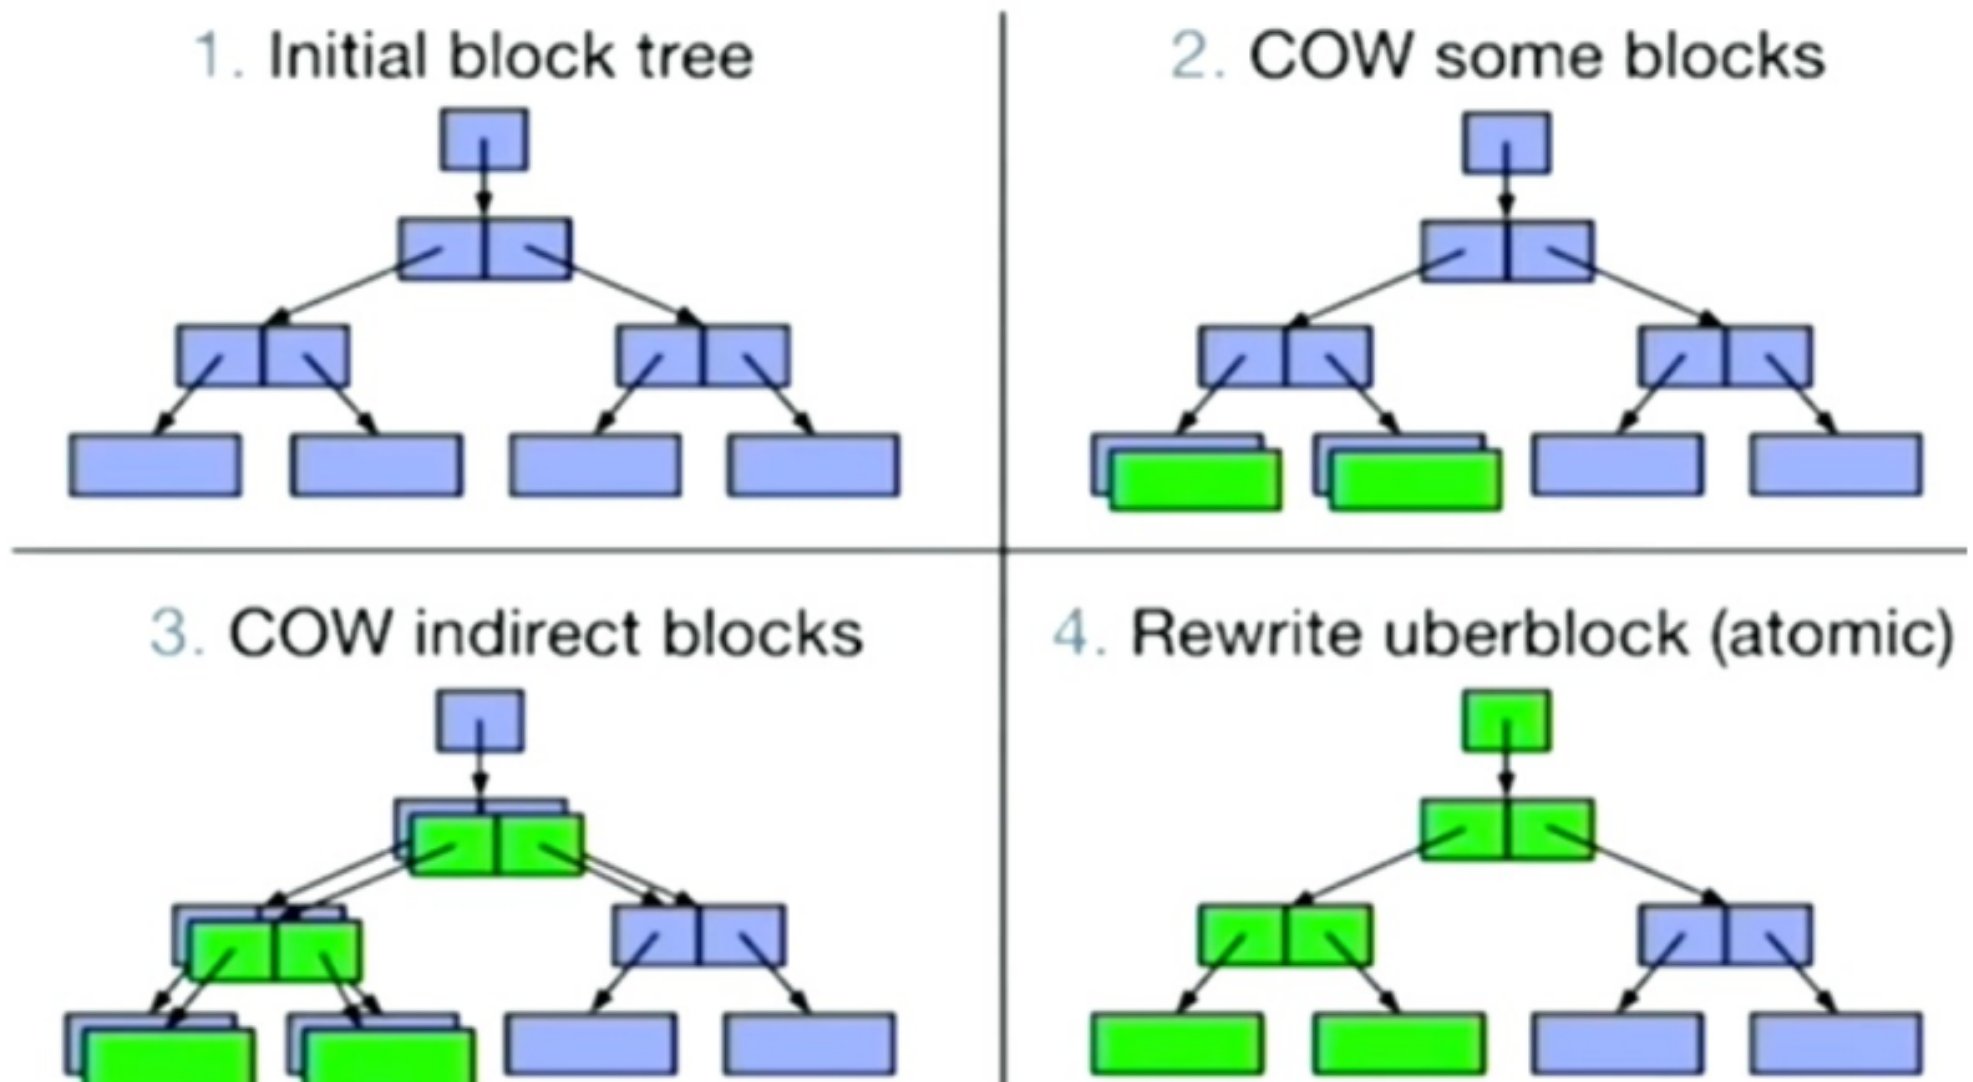 1. Initial block tree
2. COW some blocks
3. COW indirect blocks
4. Rewrite uberblock (atomic)